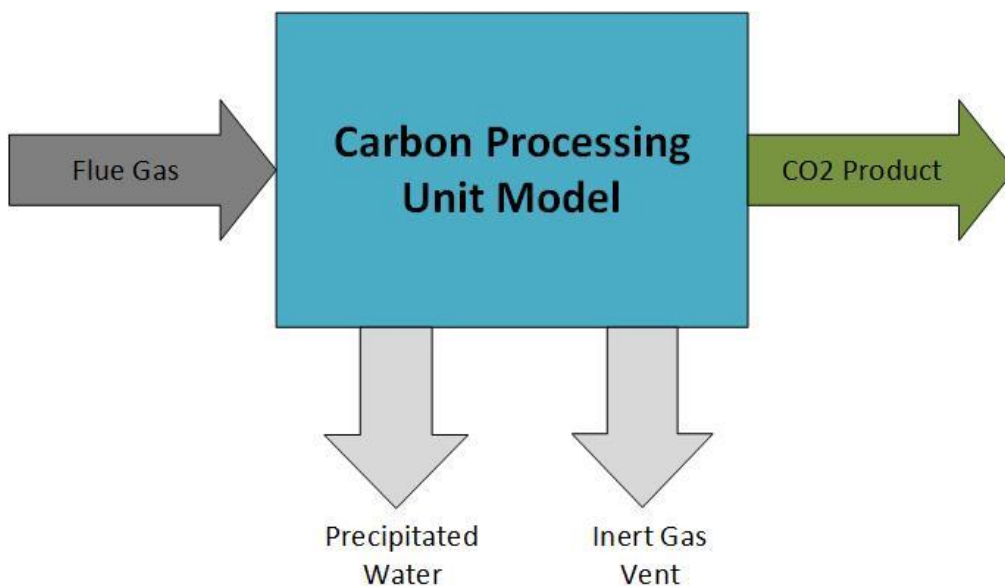 Carbon Processing
Unit Model
Flue Gas
CO2 Product
Precipitated
Water
Inert Gas
Vent